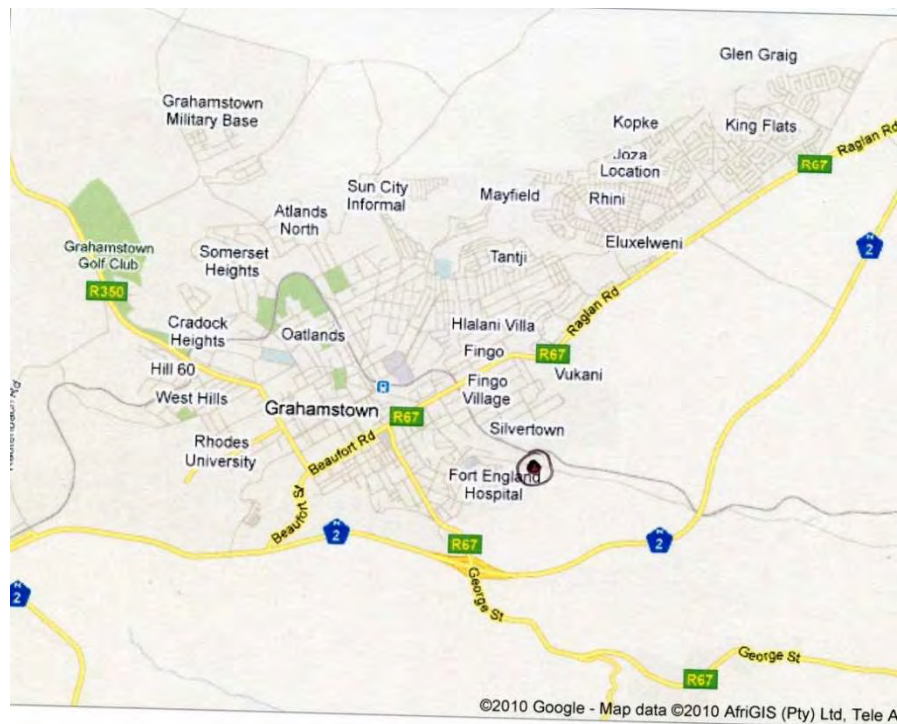 Glen Graig
Grahamstown
Military Base
Kopke
King Flats
Raglan Rd
R67
Joza
Location
Sun City
Informal
Mayfield
Rhini
Atlands
North
Grahamstown
Golf Club
Somerset
Heights
Tantji
Eluxelweni
N
2
R350
Raglan Rd
Cradock
Heights
Oatlands
Hlalani Villa
Fingo
R67
Hill 60
Vukani
West Hills
Fingo
Village
Grahamstown
R67
Silvertown
Rhodes
University
Beaufort Rd
Fort England
Hospital
Beaufort St
N
2
R67
N
2
N
2
George St
George St
R67
©2010 Google - Map data ©2010 AfriGIS (Pty) Ltd, Tele A